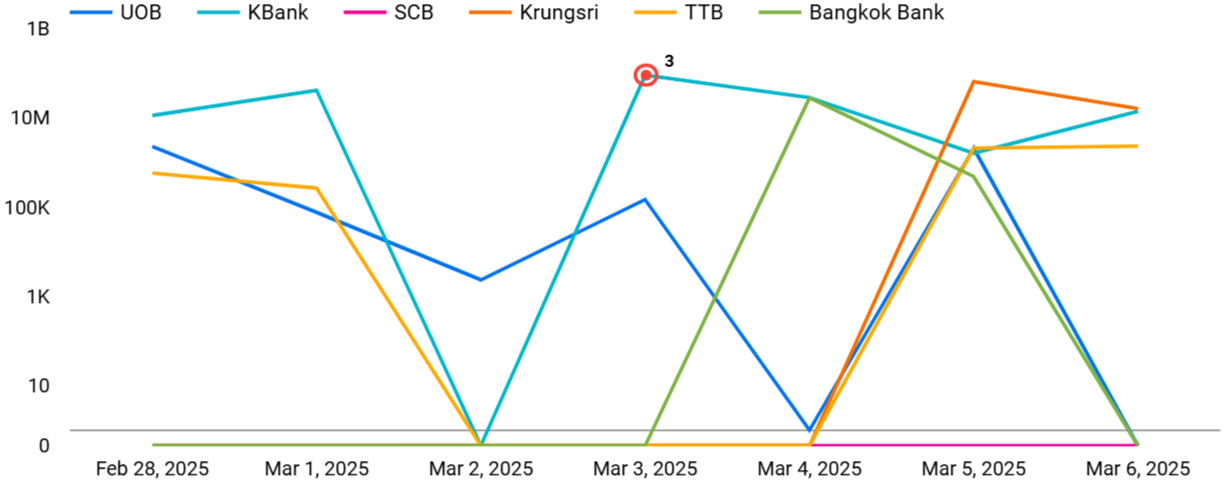 UOB KBank SCB Krungsri TTB Bangkok Bank
1B
3
10M
100K
1K
10
0
Feb 28, 2025 Mar 1, 2025 Mar 2, 2025 Mar 3, 2025 Mar 4, 2025 Mar 5, 2025 Mar 6, 2025